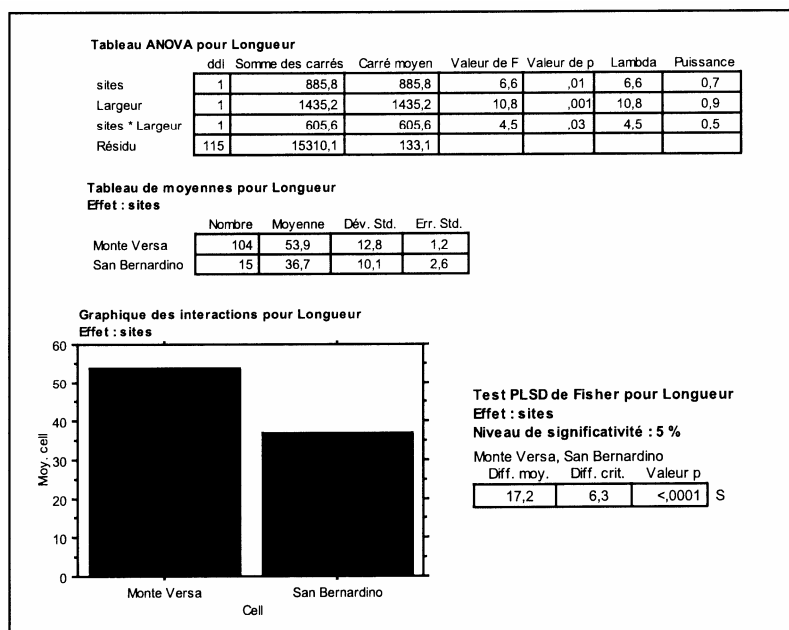 Tableau ANOVA pour Longueur
ddl Somme des carrés Carré moyen Valeur de F Valeur de p Lambda Puissance
sites 1 885,8 885,8 6,6 ,01 6,6 0,7
Largeur 1 1435,2 1435,2 10,8 ,001 10,8 0,9
sites * Largeur 1 605,6 605,6 4,5 ,03 4,5 0,5
Résidu 115 15310,1 133,1
Tableau de moyennes pour Longueur
Effet : sites
Nombre Moyenne Dév. Std. Err. Std.
Monte Versa 104 53,9 12,8 1,2
San Bernardino 15 36,7 10,1 2,6
Graphique des interactions pour Longueur
Effet : sites
60
50
40
30
20
10
0
Moy. cell
Monte Versa San Bernardino
Cell
Test PLSD de Fisher pour Longueur
Effet : sites
Niveau de significativité : 5 %
Monte Versa, San Bernardino
Diff. moy. Diff. crit. Valeur p
17,2 6,3 <,0001 S